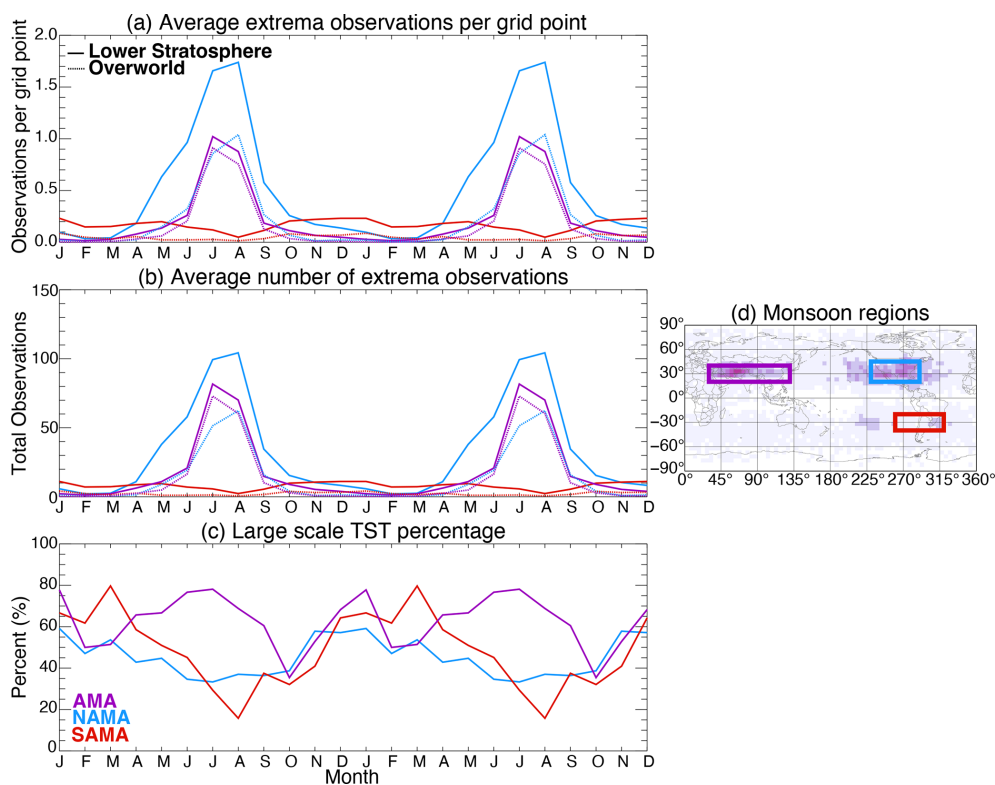 (a) Average extrema observations per grid point
Observations per grid point
2.0
1.5
1.0
0.5
0.0
Lower Stratosphere
Overworld
J F M A M J J A S O N D J F M A M J J A S O N D
(b) Average number of extrema observations
Total Observations
150
100
50
0
J F M A M J J A S O N D J F M A M J J A S O N D
(c) Large scale TST percentage
Percent (%)
100
80
60
40
20
0
AMA
NAMA
SAMA
J F M A M J J A S O N D J F M A M J J A S O N D
Month
(d) Monsoon regions
90°
60°
30°
0°
−30°
−60°
−90°
0° 45° 90° 135° 180° 225° 270° 315° 360°